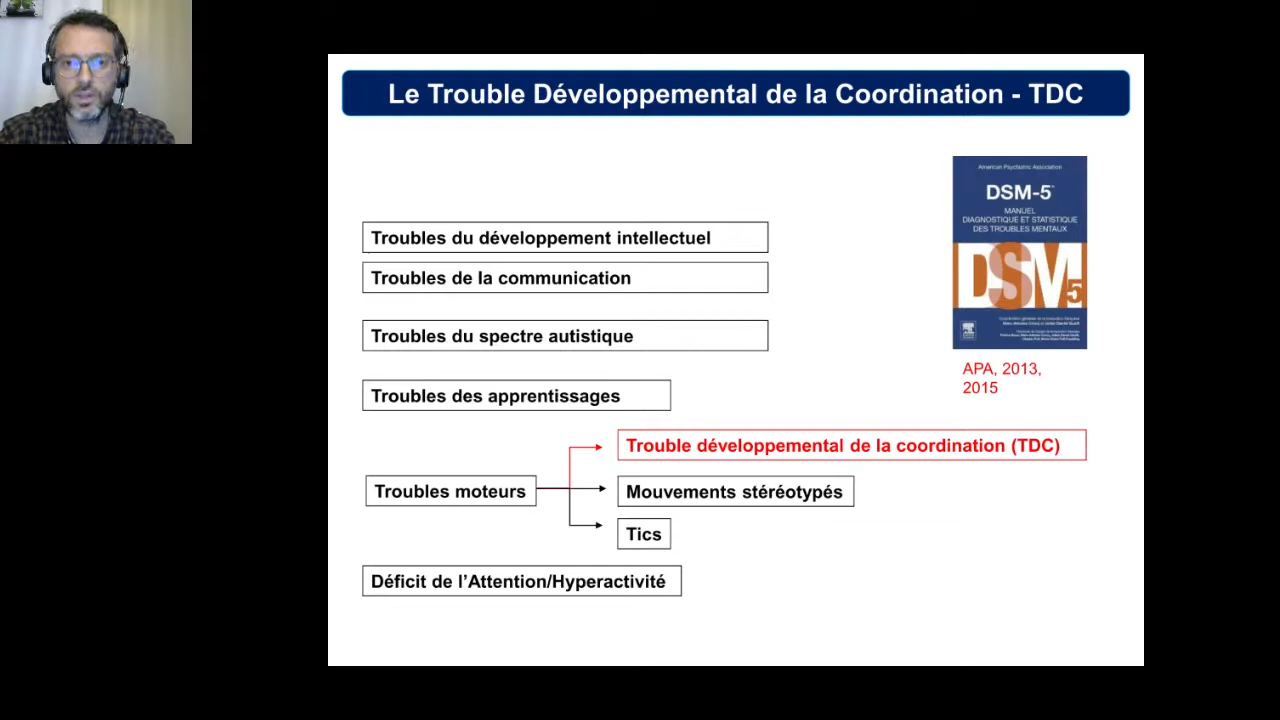 Le Trouble Développemental de la Coordination - TDC
American Psychiatric Association
DSM-5
MANUEL
DIAGNOSTIQUE ET STATISTIQUE
DES TROUBLES MENTAUX
DSM5
APA, 2013,
2015
Troubles du développement intellectuel
Troubles de la communication
Troubles du spectre autistique
Troubles des apprentissages
Trouble développemental de la coordination (TDC)
Troubles moteurs
Mouvements stéréotypés
Tics
Déficit de l'Attention/Hyperactivité